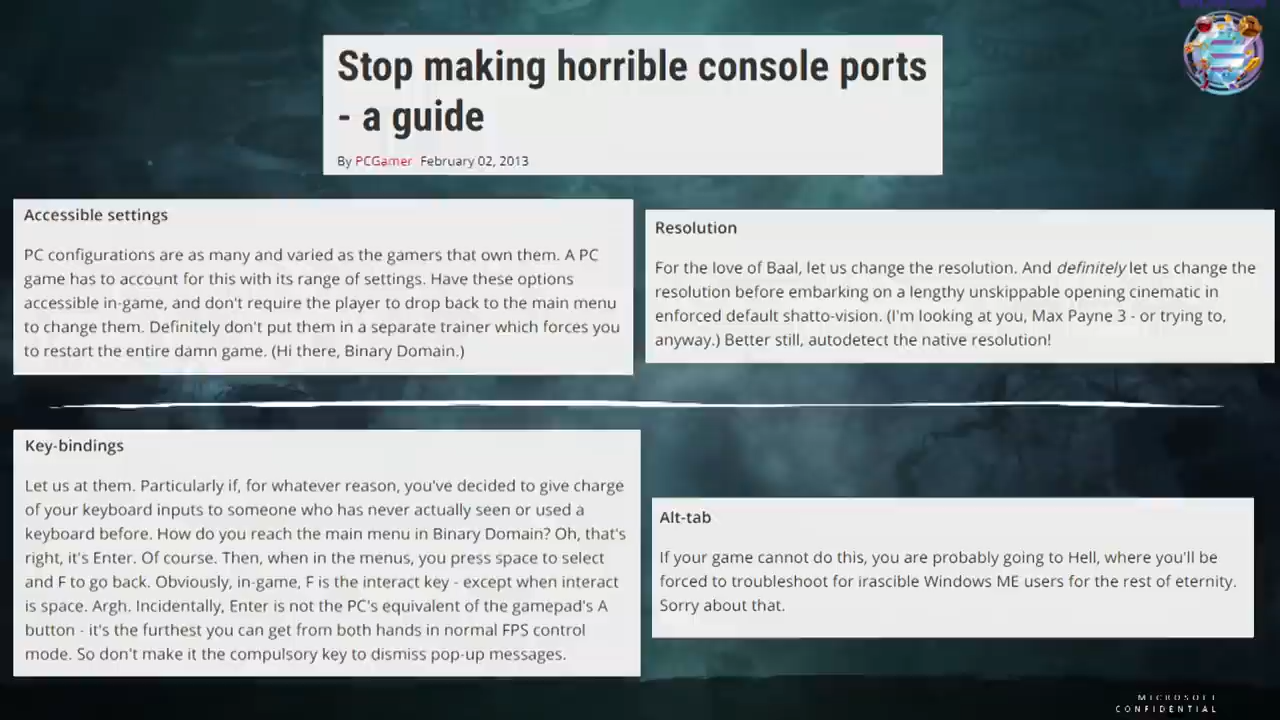 Stop making horrible console ports
- a guide
By PCGamer February 02, 2013
Accessible settings
PC configurations are as many and varied as the gamers that own them. A PC
game has to account for this with its range of settings. Have these options
accessible in-game, and don't require the player to drop back to the main menu
to change them. Definitely don't put them in a separate trainer which forces you
to restart the entire damn game. (Hi there, Binary Domain.)
Resolution
For the love of Baal, let us change the resolution. And definitely let us change the
resolution before embarking on a lengthy unskippable opening cinematic in
enforced default shatto-vision. (I'm looking at you, Max Payne 3 - or trying to,
anyway.) Better still, autodetect the native resolution!
Key-bindings
Let us at them. Particularly if, for whatever reason, you've decided to give charge
of your keyboard inputs to someone who has never actually seen or used a
keyboard before. How do you reach the main menu in Binary Domain? Oh, that's
right, it's Enter. Of course. Then, when in the menus, you press space to select
and F to go back. Obviously, in-game, F is the interact key - except when interact
is space. Argh. Incidentally, Enter is not the PC's equivalent of the gamepad's A
button - it's the furthest you can get from both hands in normal FPS control
mode. So don't make it the compulsory key to dismiss pop-up messages.
Alt-tab
If your game cannot do this, you are probably going to Hell, where you'll be
forced to troubleshoot for irascible Windows ME users for the rest of eternity.
Sorry about that.
MICROSOFT
CONFIDENTIAL